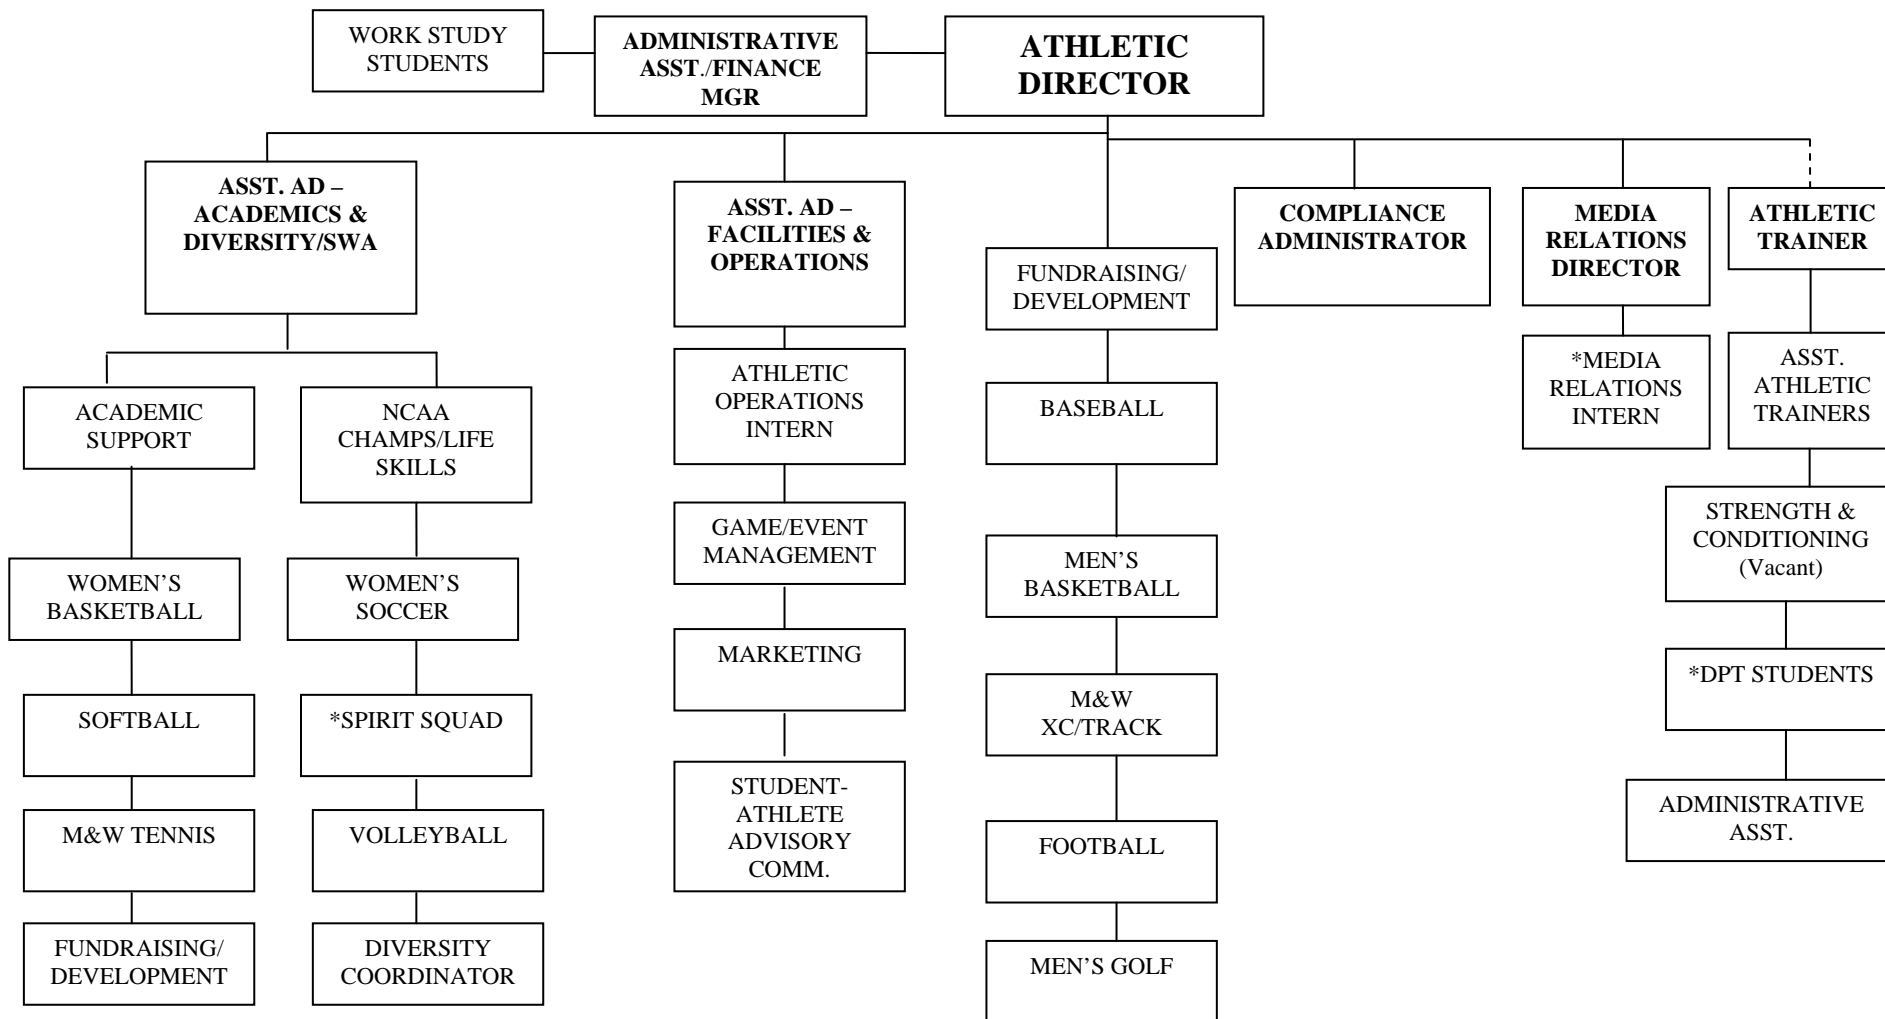 WORK STUDY
STUDENTS
ADMINISTRATIVE
ASST./FINANCE
MGR
ATHLETIC
DIRECTOR
ASST. AD –
ACADEMICS &
DIVERSITY/SWA
ASST. AD –
FACILITIES &
OPERATIONS
FUNDRAISING/
DEVELOPMENT
COMPLIANCE
ADMINISTRATOR
MEDIA
RELATIONS
DIRECTOR
ATHLETIC
TRAINER
ACADEMIC
SUPPORT
NCAA
CHAMPS/LIFE
SKILLS
ATHLETIC
OPERATIONS
INTERN
BASEBALL
*MEDIA
RELATIONS
INTERN
ASST.
ATHLETIC
TRAINERS
WOMEN’S
BASKETBALL
WOMEN’S
SOCCER
GAME/EVENT
MANAGEMENT
MEN’S
BASKETBALL
STRENGTH &
CONDITIONING
(Vacant)
SOFTBALL
*SPIRIT SQUAD
MARKETING
M&W
XC/TRACK
*DPT STUDENTS
M&W TENNIS
VOLLEYBALL
STUDENT-
ATHLETE
ADVISORY
COMM.
FOOTBALL
ADMINISTRATIVE
ASST.
FUNDRAISING/
DEVELOPMENT
DIVERSITY
COORDINATOR
MEN’S GOLF